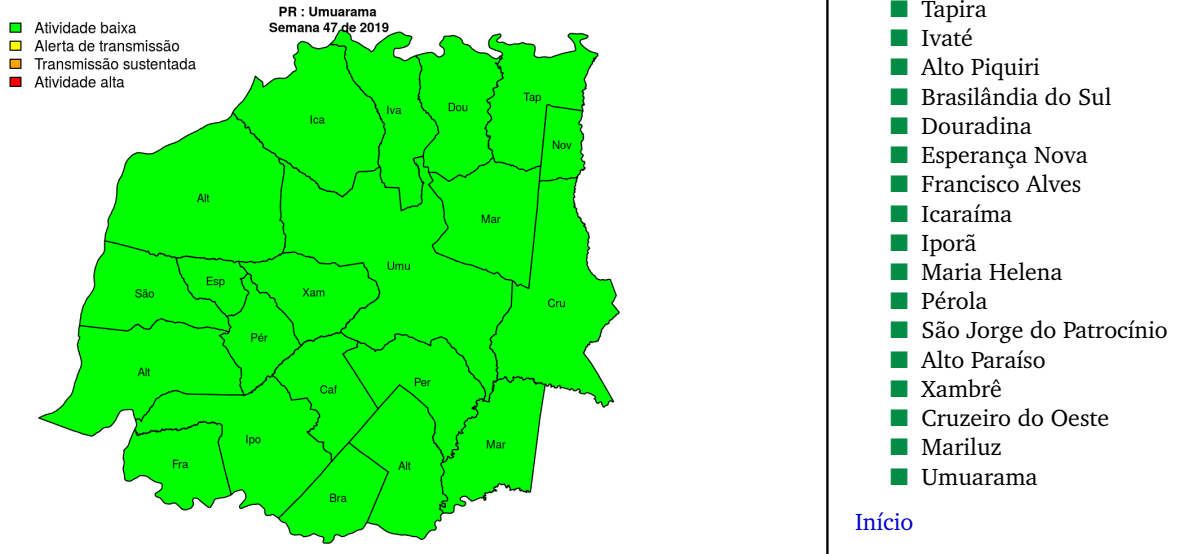 PR : Umuarama
Semana 47 de 2019
Atividade baixa
Alerta de transmissão
Transmissão sustentada
Atividade alta
Ica
Iva
Dou
Tap
Nov
Alt
Mar
Umu
Esp
São
Xam
Cru
Pér
Alt
Caf
Per
Ipo
Mar
Fra
Alt
Bra
Tapira
Ivaté
Alto Piquiri
Brasilândia do Sul
Douradina
Esperança Nova
Francisco Alves
Icaraíma
Iporã
Maria Helena
Pérola
São Jorge do Patrocínio
Alto Paraíso
Xambrê
Cruzeiro do Oeste
Mariluz
Umuarama
Início